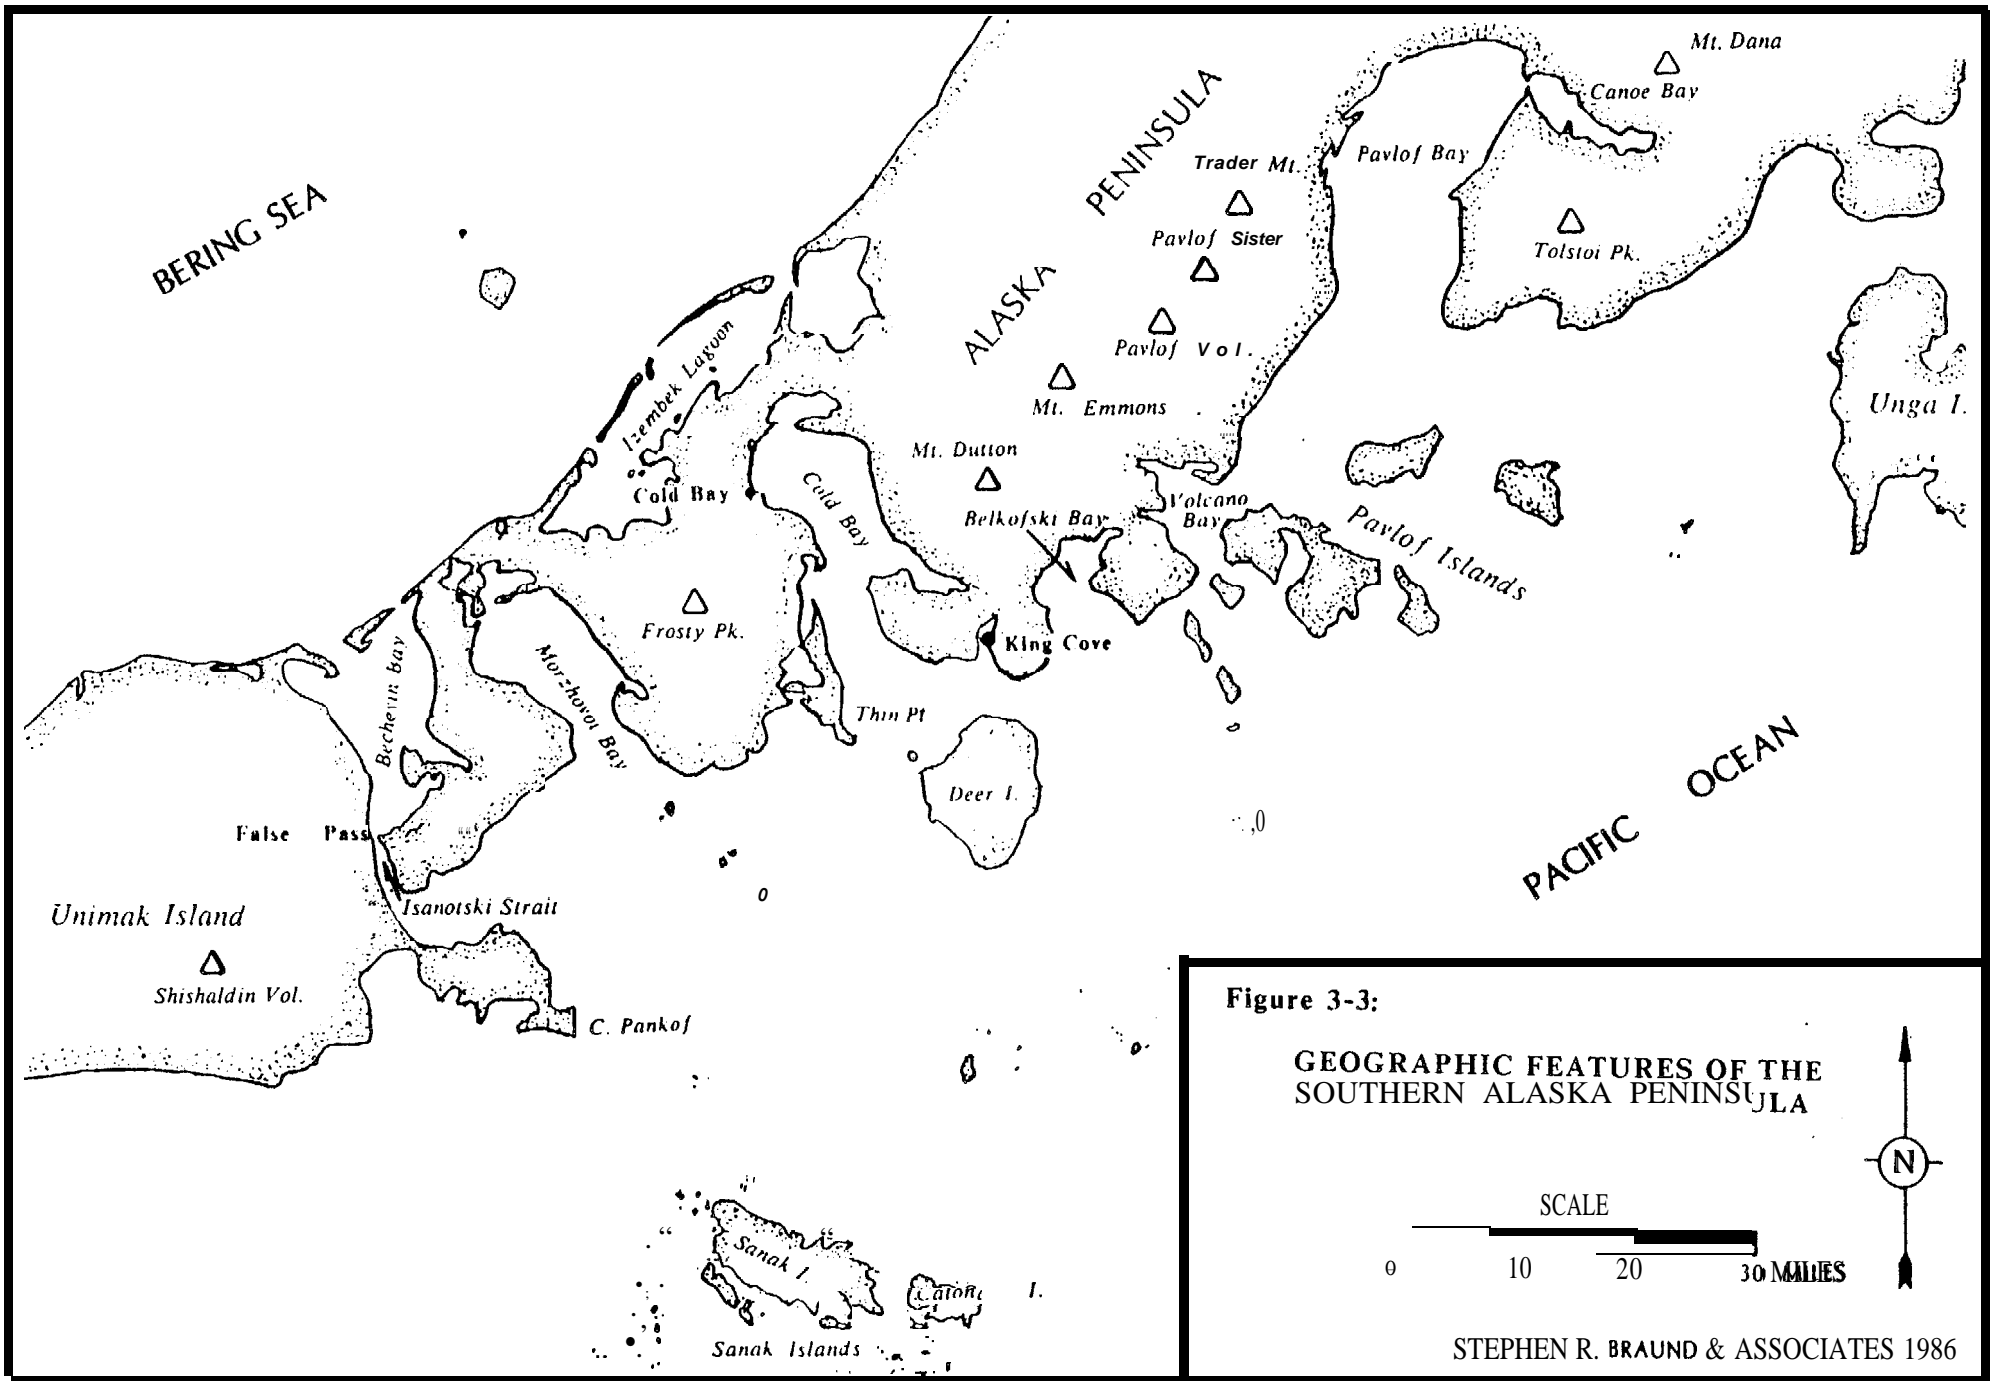 Mt. Dana
Canoe Bay
PENINSULA
Pavlof Bay
Trader Mt.
BERING SEA
Pavlof Sister
Tolstoi Pk.
ALASKA
Pavlof Vol.
Izembek Lagoon
Mt. Emmons
Unga I.
Mt. Dutton
Cold Bay
Cold Bay
Volcano
Bay
Belkofski Bay
Pavlof Islands
Frosty Pk.
King Cove
Bechevin Bay
Morzhovoi Bay
Thin Pt
Deer I.
PACIFIC OCEAN
False Pass
Isanotski Strait
Unimak Island
Shishaldin Vol.
C. Pankof
Sanak I.
I.
Sanak Islands
Figure 3-3:
GEOGRAPHIC FEATURES OF THE
SOUTHERN ALASKA PENINSULA
N
SCALE
0 10 20 30 MILES
STEPHEN R. BRAUND & ASSOCIATES 1986